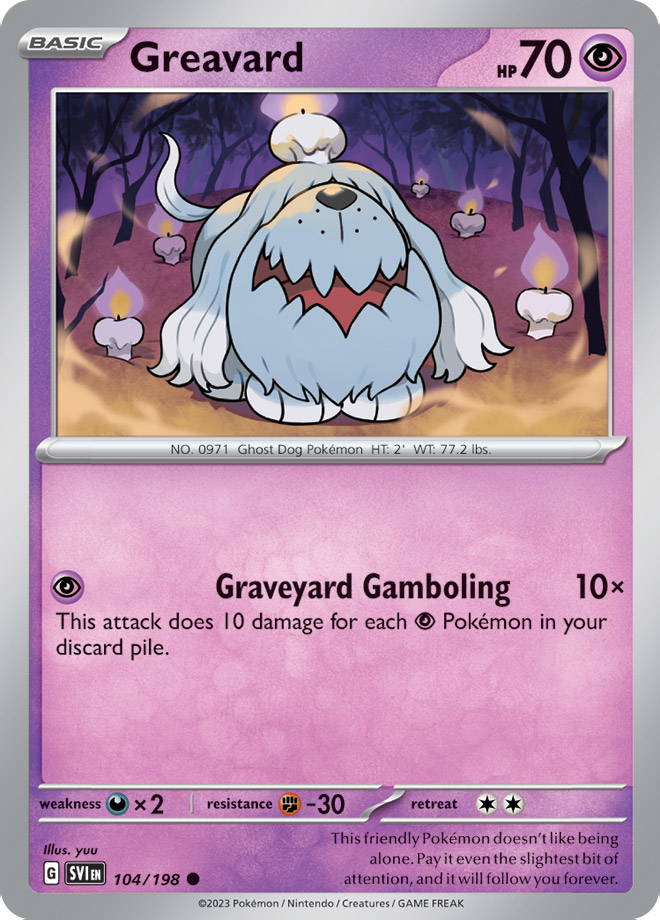 BASIC
Greavard
HP 70
NO. 0971 Ghost Dog Pokémon HT: 2' WT: 77.2 lbs.
Graveyard Gamboling 10×
This attack does 10 damage for each Pokémon in your
discard pile.
weakness ×2 resistance -30 retreat
Illus. yuu
This friendly Pokémon doesn't like being
alone. Pay it even the slightest bit of
attention, and it will follow you forever.
G SVI EN 104/198
©2023 Pokémon / Nintendo / Creatures / GAME FREAK